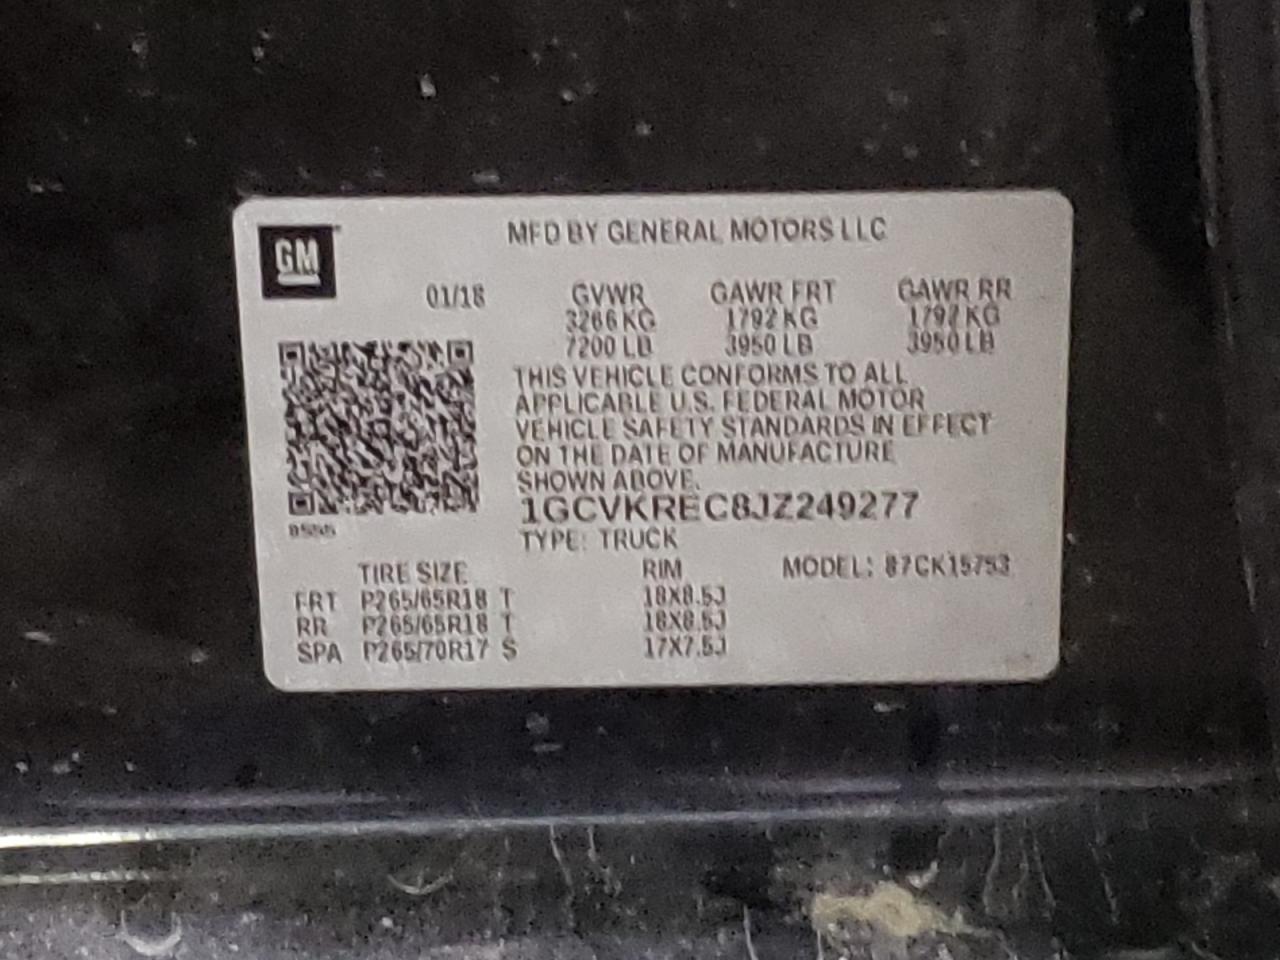 GM
MFD BY GENERAL MOTORS LLC
01/18 GVWR GAWR FRT GAWR RR
3266 KG 1792 KG 1792 KG
7200 LB 3950 LB 3950 LB
THIS VEHICLE CONFORMS TO ALL
APPLICABLE U.S. FEDERAL MOTOR
VEHICLE SAFETY STANDARDS IN EFFECT
ON THE DATE OF MANUFACTURE
SHOWN ABOVE.
1GCVKREC8JZ249277
TYPE: TRUCK
TIRE SIZE RIM MODEL: 87CK15753
FRT P265/65R18 T 18X8.5J
RR P265/65R18 T 18X8.5J
SPA P265/70R17 S 17X7.5J